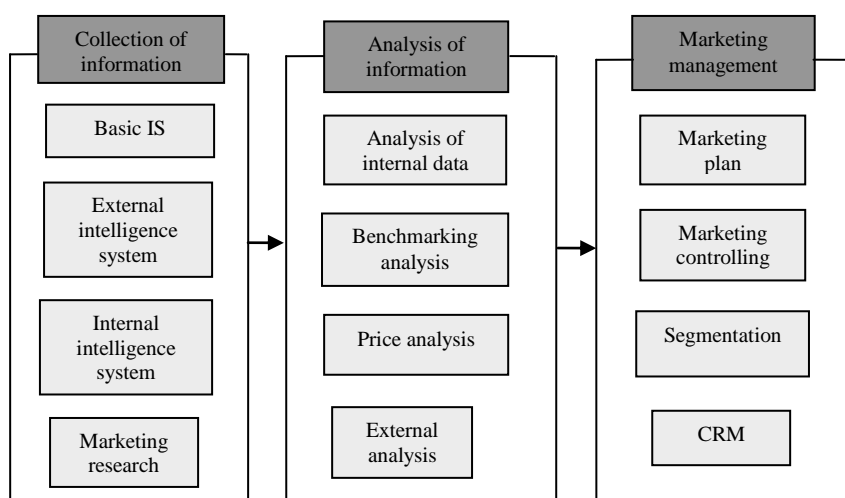 Collection of
information
Basic IS
External
intelligence
system
Internal
intelligence
system
Marketing
research
Analysis of
information
Analysis of
internal data
Benchmarking
analysis
Price analysis
External
analysis
Marketing
management
Marketing
plan
Marketing
controlling
Segmentation
CRM